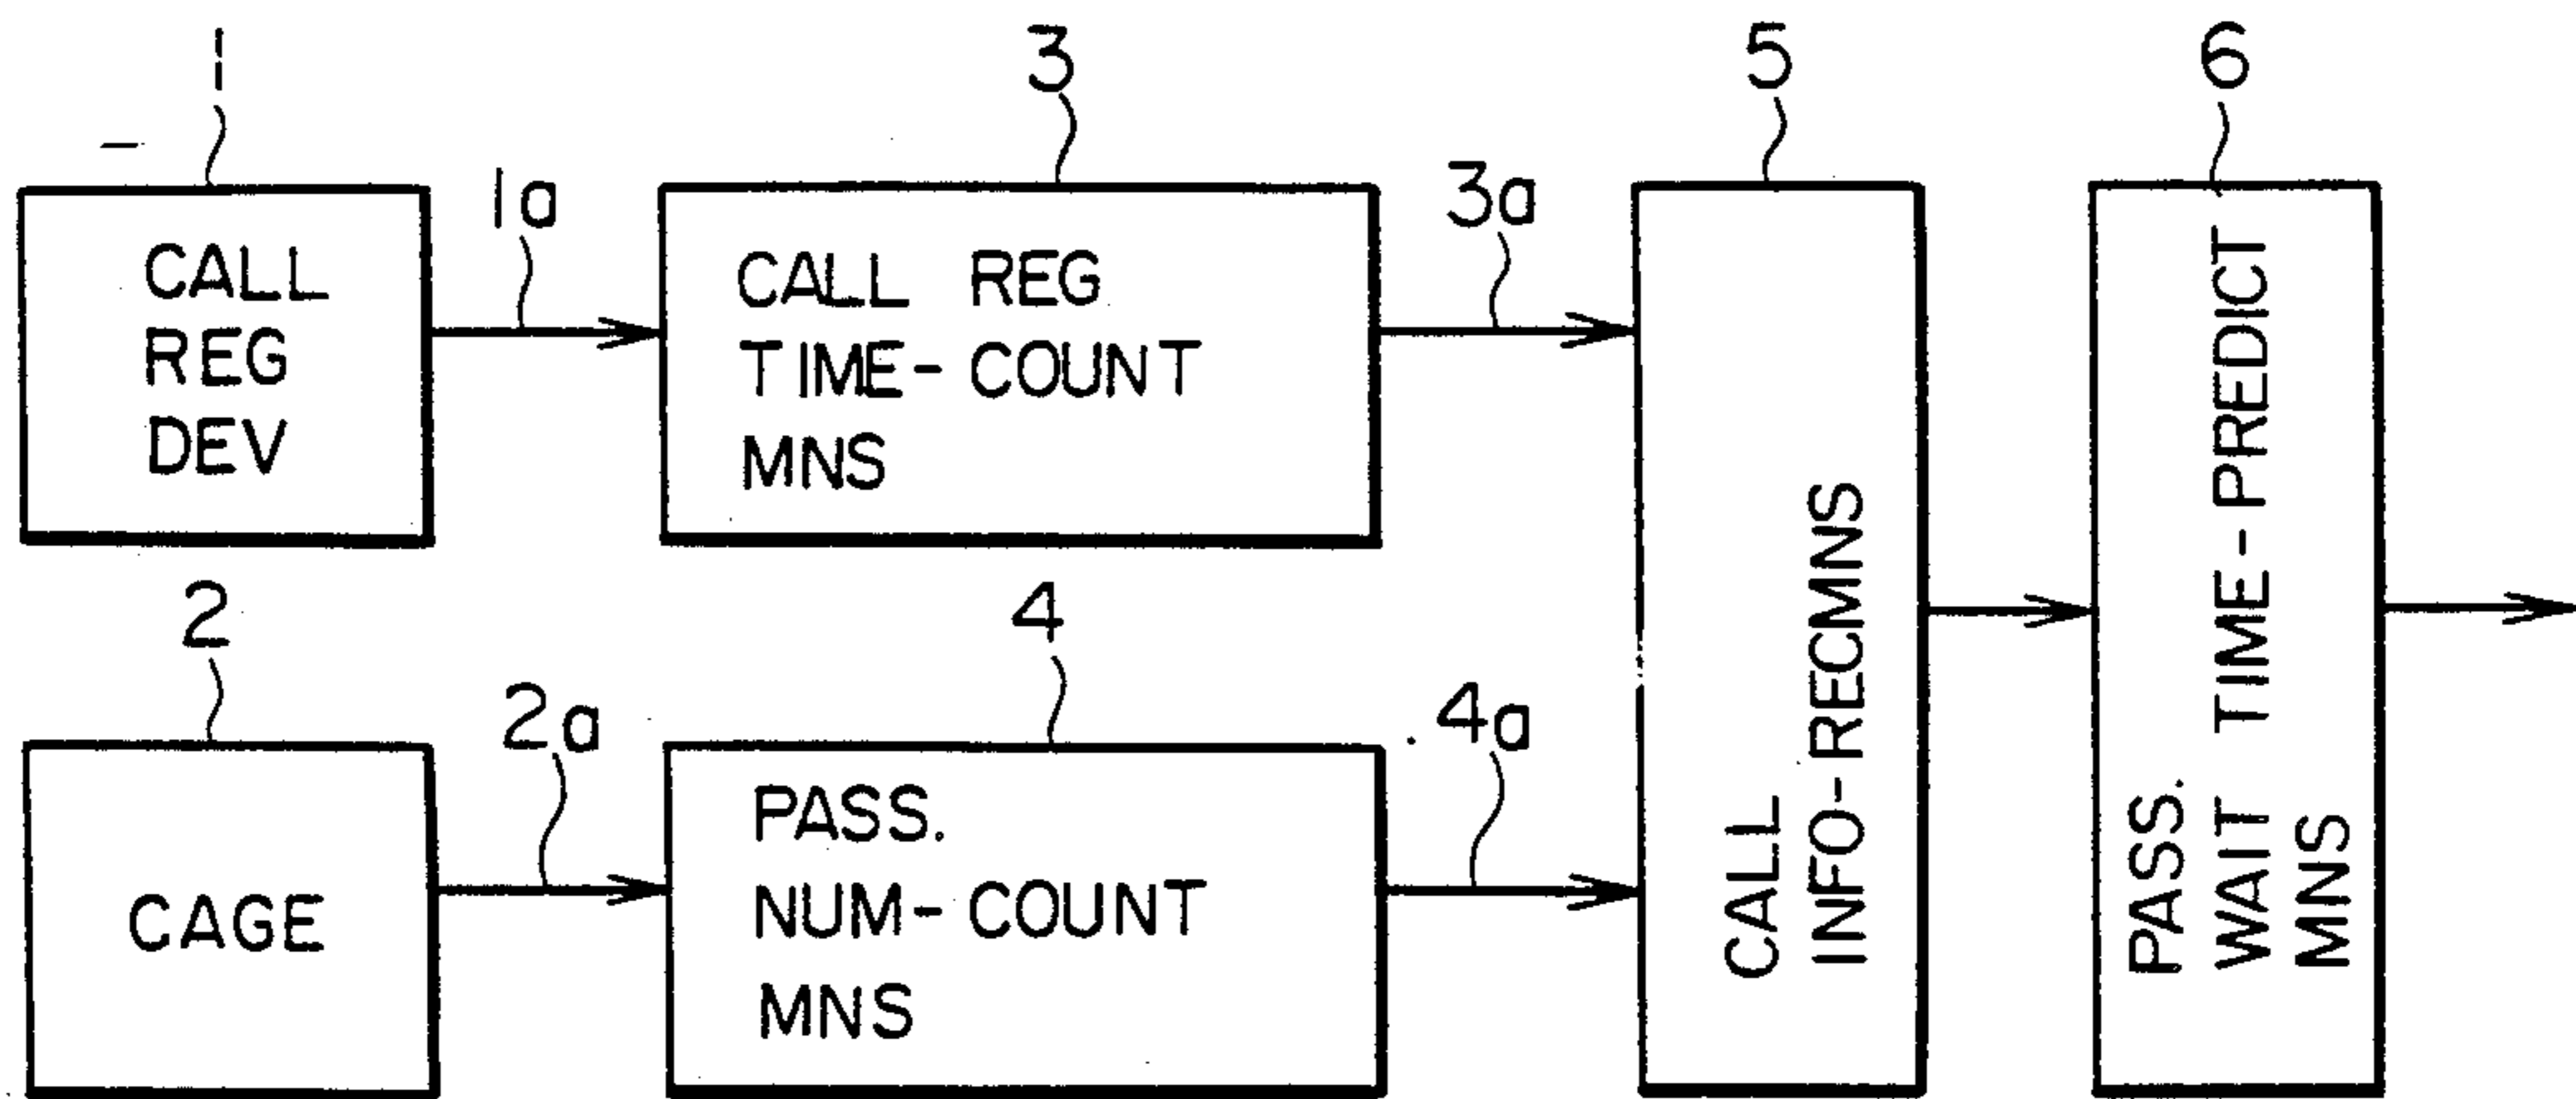 1
3
5
6
1a
3a
CALL
REG
DEV
CALL REG
TIME-COUNT
MNS
2
4
2a
4a
CAGE
PASS.
NUM-COUNT
MNS
CALL
INFO-RECMNS
PASS.
WAIT TIME-PREDICT
MNS